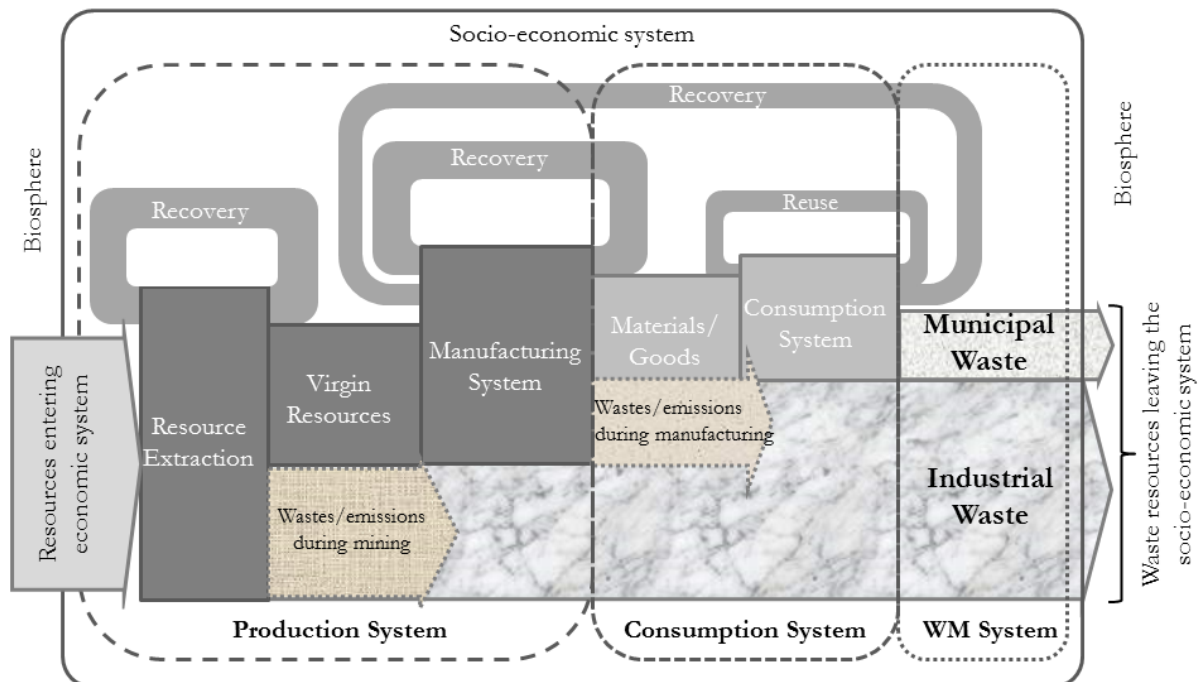 Socio-economic system
Biosphere
Recovery
Recovery
Recovery
Reuse
Biosphere
Resources entering
economic system
Resource
Extraction
Virgin
Resources
Manufacturing
System
Materials/
Goods
Consumption
System
Municipal
Waste
Wastes/emissions
during mining
Wastes/emissions
during manufacturing
Industrial
Waste
Waste resources leaving the
socio-economic system
Production System
Consumption System
WM System